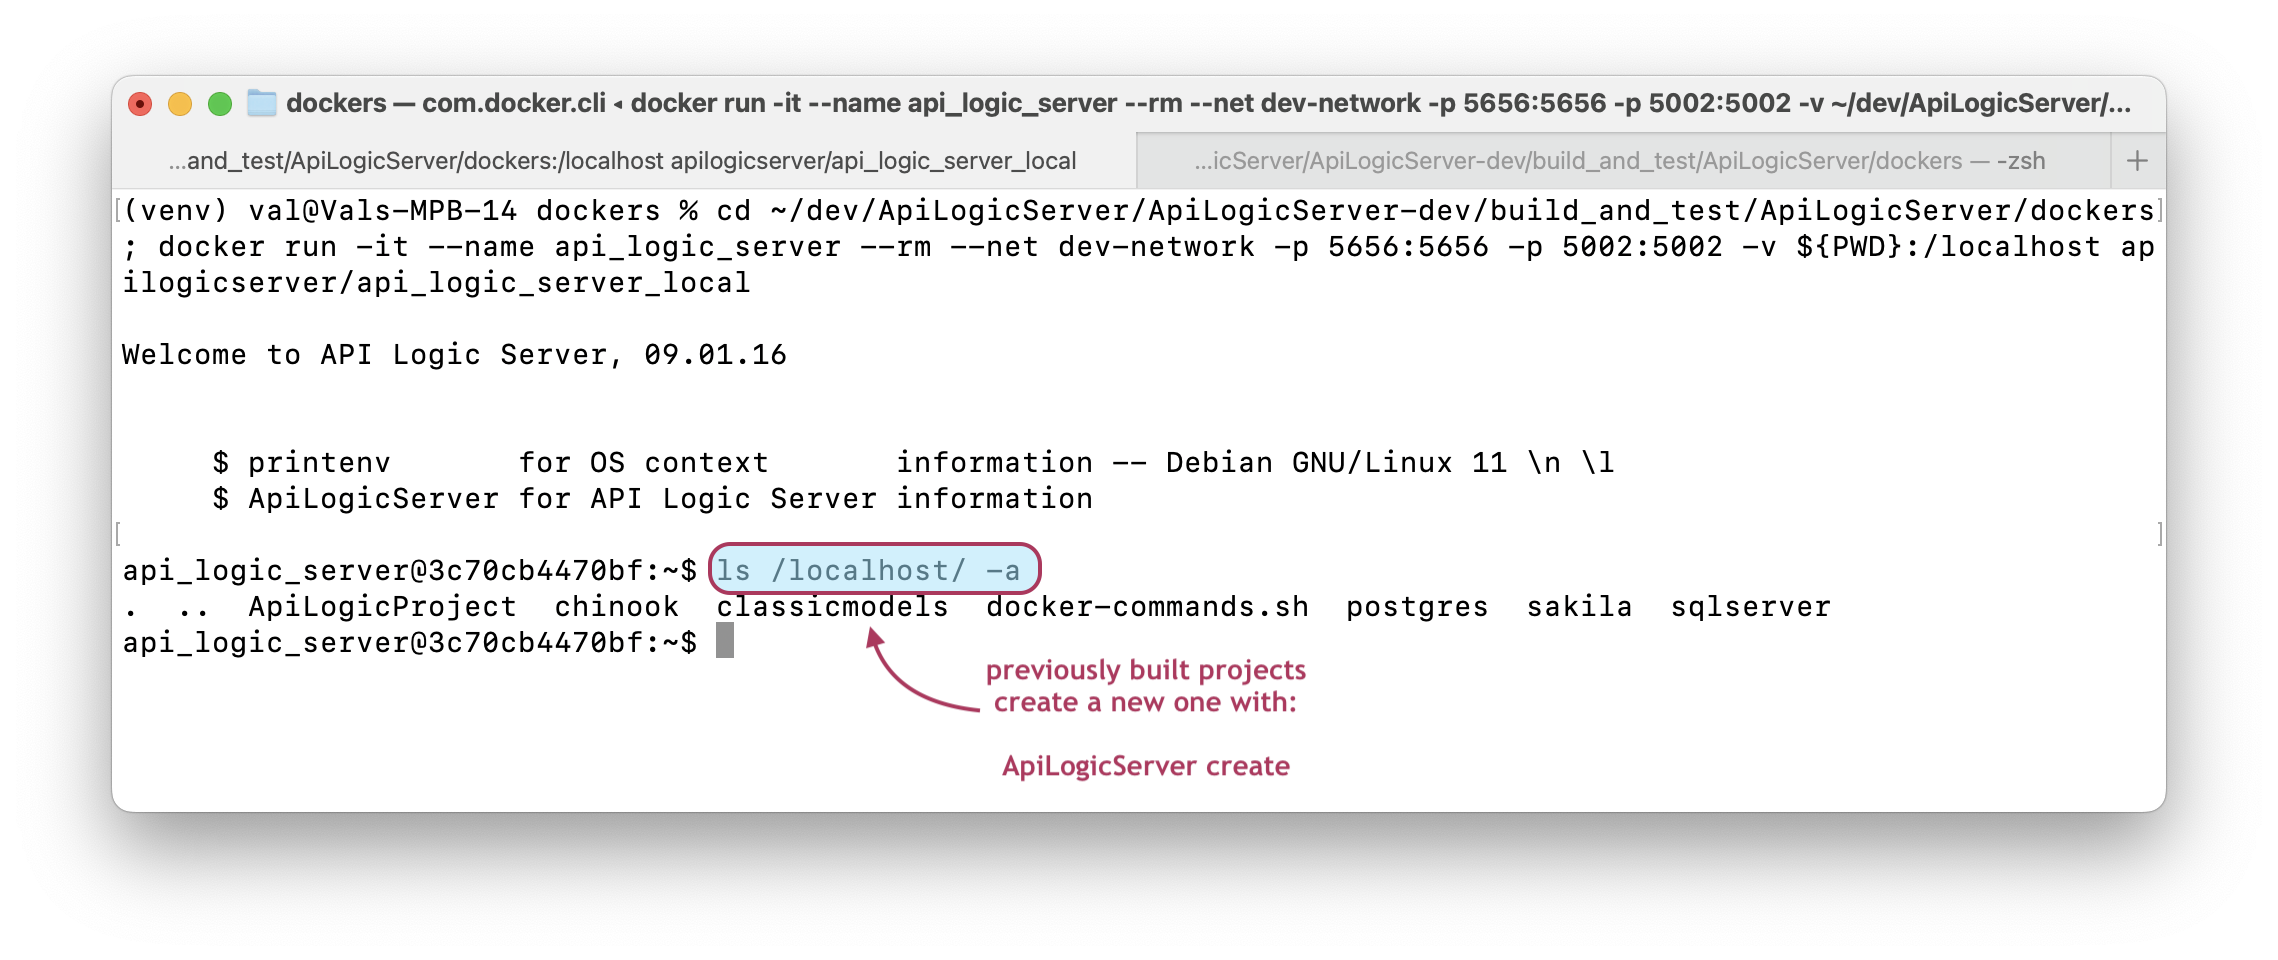 dockers — com.docker.cli ◂ docker run -it --name api_logic_server --rm --net dev-network -p 5656:5656 -p 5002:5002 -v ~/dev/ApiLogicServer/...
...and_test/ApiLogicServer/dockers:/localhost apilogicserver/api_logic_server_local
...icServer/ApiLogicServer-dev/build_and_test/ApiLogicServer/dockers — -zsh
+
[(venv) val@Vals-MPB-14 dockers % cd ~/dev/ApiLogicServer/ApiLogicServer-dev/build_and_test/ApiLogicServer/dockers]
; docker run -it --name api_logic_server --rm --net dev-network -p 5656:5656 -p 5002:5002 -v ${PWD}:/localhost ap
ilogicserver/api_logic_server_local
Welcome to API Logic Server, 09.01.16
$ printenv       for OS context       information -- Debian GNU/Linux 11 \n \l
$ ApiLogicServer for API Logic Server information
[ ]
api_logic_server@3c70cb4470bf:~$ ls /localhost/ -a
.  ..  ApiLogicProject  chinook  classicmodels  docker-commands.sh  postgres  sakila  sqlserver
api_logic_server@3c70cb4470bf:~$
previously built projects
create a new one with:
ApiLogicServer create